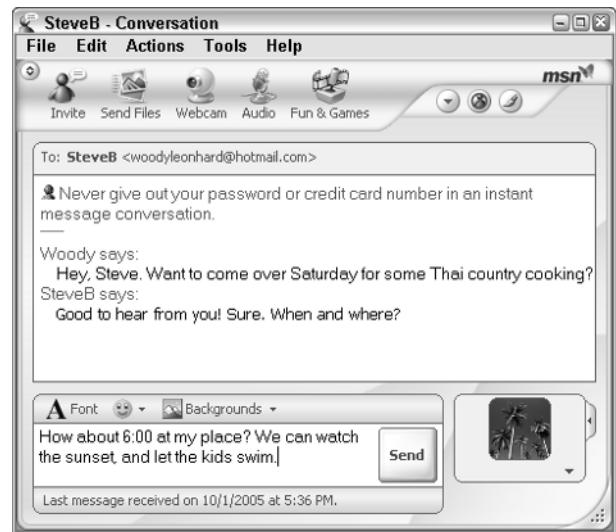 SteveB - Conversation
File Edit Actions Tools Help
msn
Invite Send Files Webcam Audio Fun & Games
To: SteveB <woodyleonhard@hotmail.com>
Never give out your password or credit card number in an instant
message conversation.
Woody says:
Hey, Steve. Want to come over Saturday for some Thai country cooking?
SteveB says:
Good to hear from you! Sure. When and where?
A Font Backgrounds
How about 6:00 at my place? We can watch
the sunset, and let the kids swim.
Send
Last message received on 10/1/2005 at 5:36 PM.